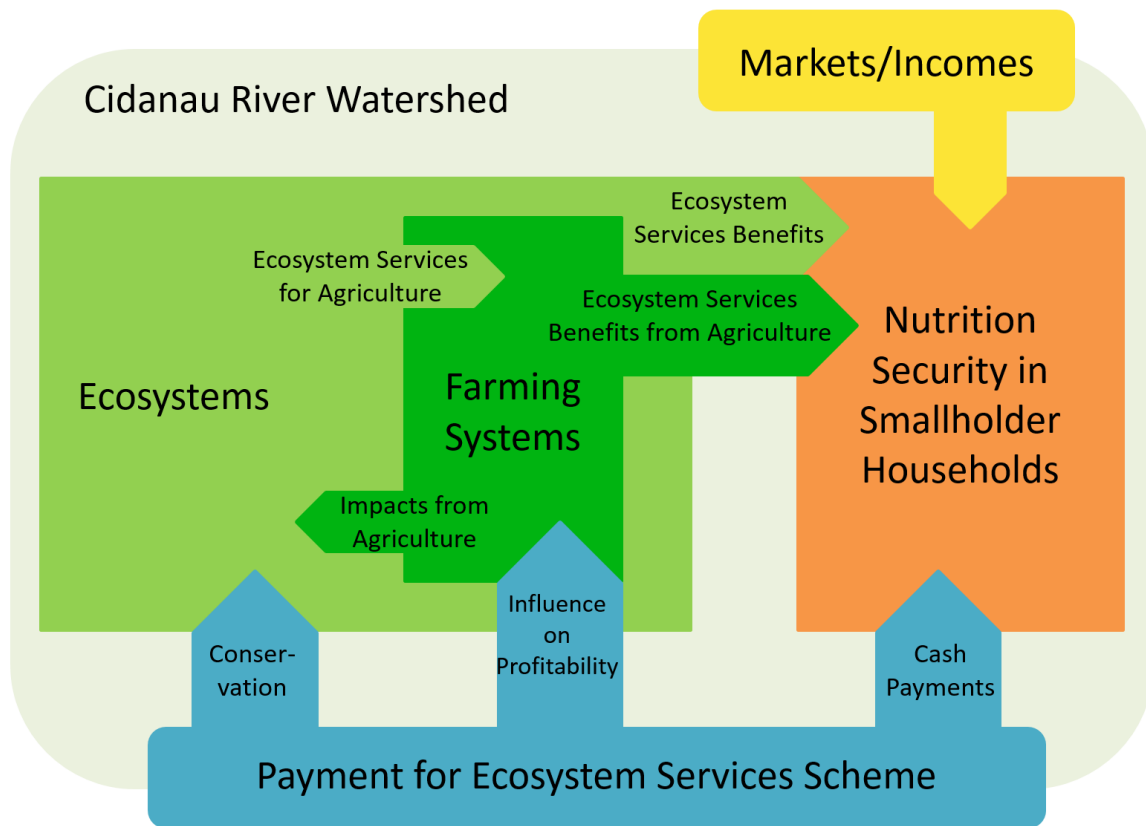 Markets/Incomes
Cidanau River Watershed
Ecosystem
Services Benefits
Ecosystem Services
for Agriculture
Ecosystem Services
Benefits from Agriculture
Nutrition
Security in
Smallholder
Households
Ecosystems
Farming
Systems
Impacts from
Agriculture
Conser-
vation
Influence
on
Profitability
Cash
Payments
Payment for Ecosystem Services Scheme